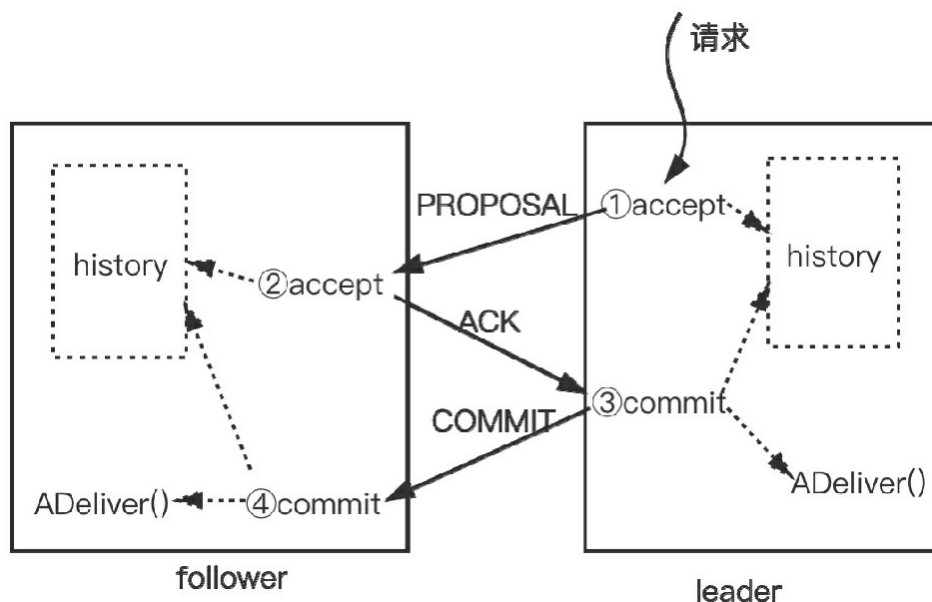 请求
PROPOSAL
①accept
history
history
②accept
ACK
③commit
COMMIT
ADeliver()
④commit
ADeliver()
follower
leader